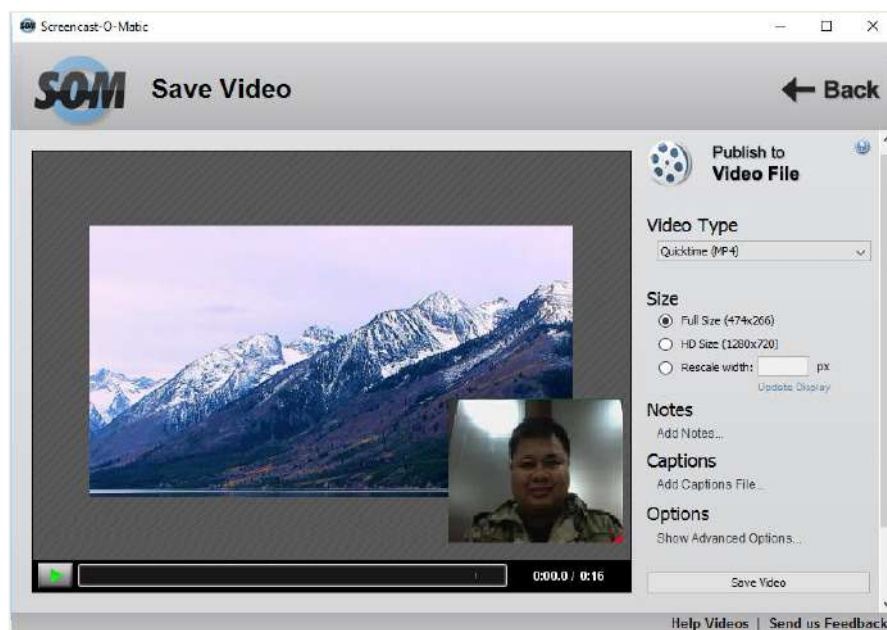 Screencast-O-Matic
SOM Save Video
Back
Publish to
Video File
Video Type
Quicktime (MP4)
Size
Full Size (474x266)
HD Size (1280x720)
Rescale width: px
Update Display
Notes
Add Notes...
Captions
Add Captions File...
Options
Show Advanced Options...
0:00.0 / 0:16
Save Video
Help Videos | Send us Feedback